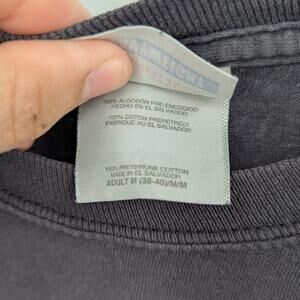 100% ALGODÓN PRE-ENCOGIDO
HECHO EN EL SALVADOR
100% COTON PRÉRÉTRÉCI
FABRIQUÉ AU EL SALVADOR
100% PRESHRUNK COTTON
MADE IN EL SALVADOR
ADULT M (38-40)/M/M